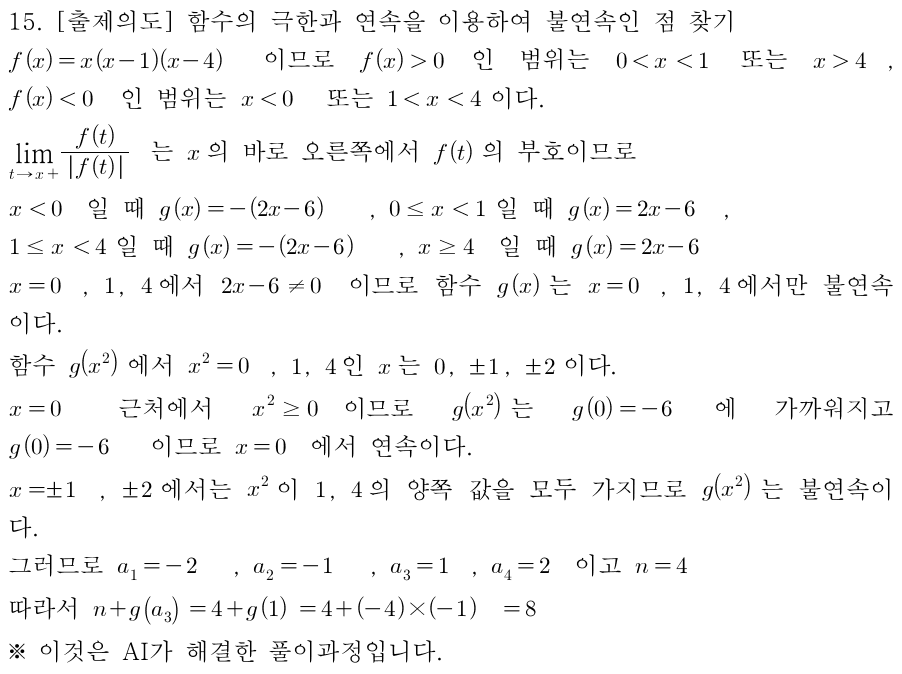 15. [출제의도] 함수의 극한과 연속을 이용하여 불연속인 점 찾기
f(x)=x(x−1)(x−4) 이므로 f(x)>0 인 범위는 0<x<1 또는 x>4 ,
f(x)<0 인 범위는 x<0 또는 1<x<4 이다.
lim_{t→x+} f(t)/|f(t)| 는 x 의 바로 오른쪽에서 f(t) 의 부호이므로
x<0 일 때 g(x)=−(2x−6) , 0≤x<1 일 때 g(x)=2x−6 ,
1≤x<4 일 때 g(x)=−(2x−6) , x≥4 일 때 g(x)=2x−6
x=0 , 1, 4 에서 2x−6≠0 이므로 함수 g(x) 는 x=0 , 1, 4 에서만 불연속
이다.
함수 g(x²) 에서 x²=0 , 1, 4 인 x 는 0, ±1, ±2 이다.
x=0 근처에서 x²≥0 이므로 g(x²) 는 g(0)=−6 에 가까워지고
g(0)=−6 이므로 x=0 에서 연속이다.
x=±1 , ±2 에서는 x² 이 1, 4 의 양쪽 값을 모두 가지므로 g(x²) 는 불연속이
다.
그러므로 a₁=−2 , a₂=−1 , a₃=1 , a₄=2 이고 n=4
따라서 n+g(a₃)=4+g(1)=4+(−4)×(−1) =8
※ 이것은 AI가 해결한 풀이과정입니다.